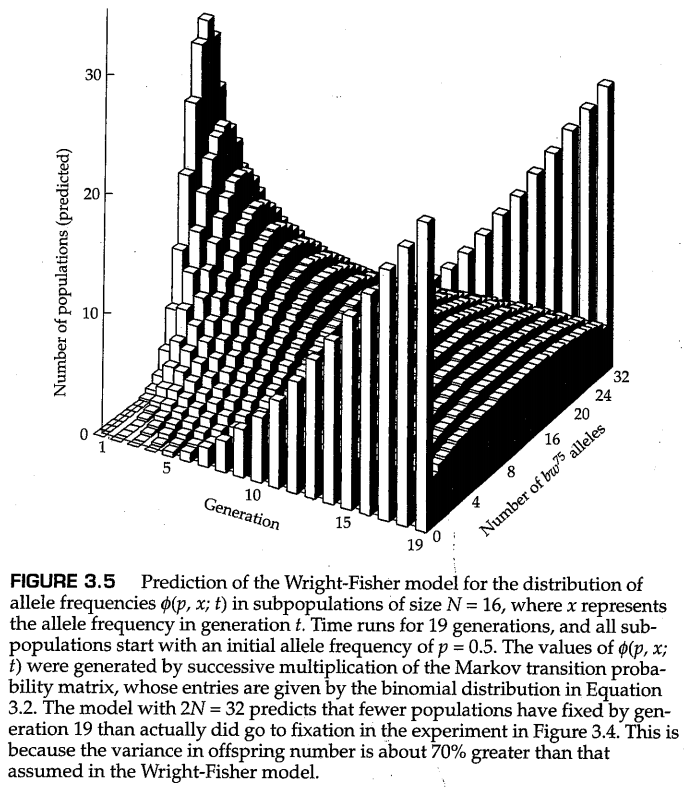 30
20
10
0
Number of populations (predicted)
1
5
10
15
19
Generation
0
4
8
16
20
24
32
Number of bw75 alleles
FIGURE 3.5 Prediction of the Wright-Fisher model for the distribution of
allele frequencies ϕ(p, x; t) in subpopulations of size N = 16, where x represents
the allele frequency in generation t. Time runs for 19 generations, and all sub-
populations start with an initial allele frequency of p = 0.5. The values of ϕ(p, x;
t) were generated by successive multiplication of the Markov transition proba-
bility matrix, whose entries are given by the binomial distribution in Equation
3.2. The model with 2N = 32 predicts that fewer populations have fixed by gen-
eration 19 than actually did go to fixation in the experiment in Figure 3.4. This is
because the variance in offspring number is about 70% greater than that
assumed in the Wright-Fisher model.